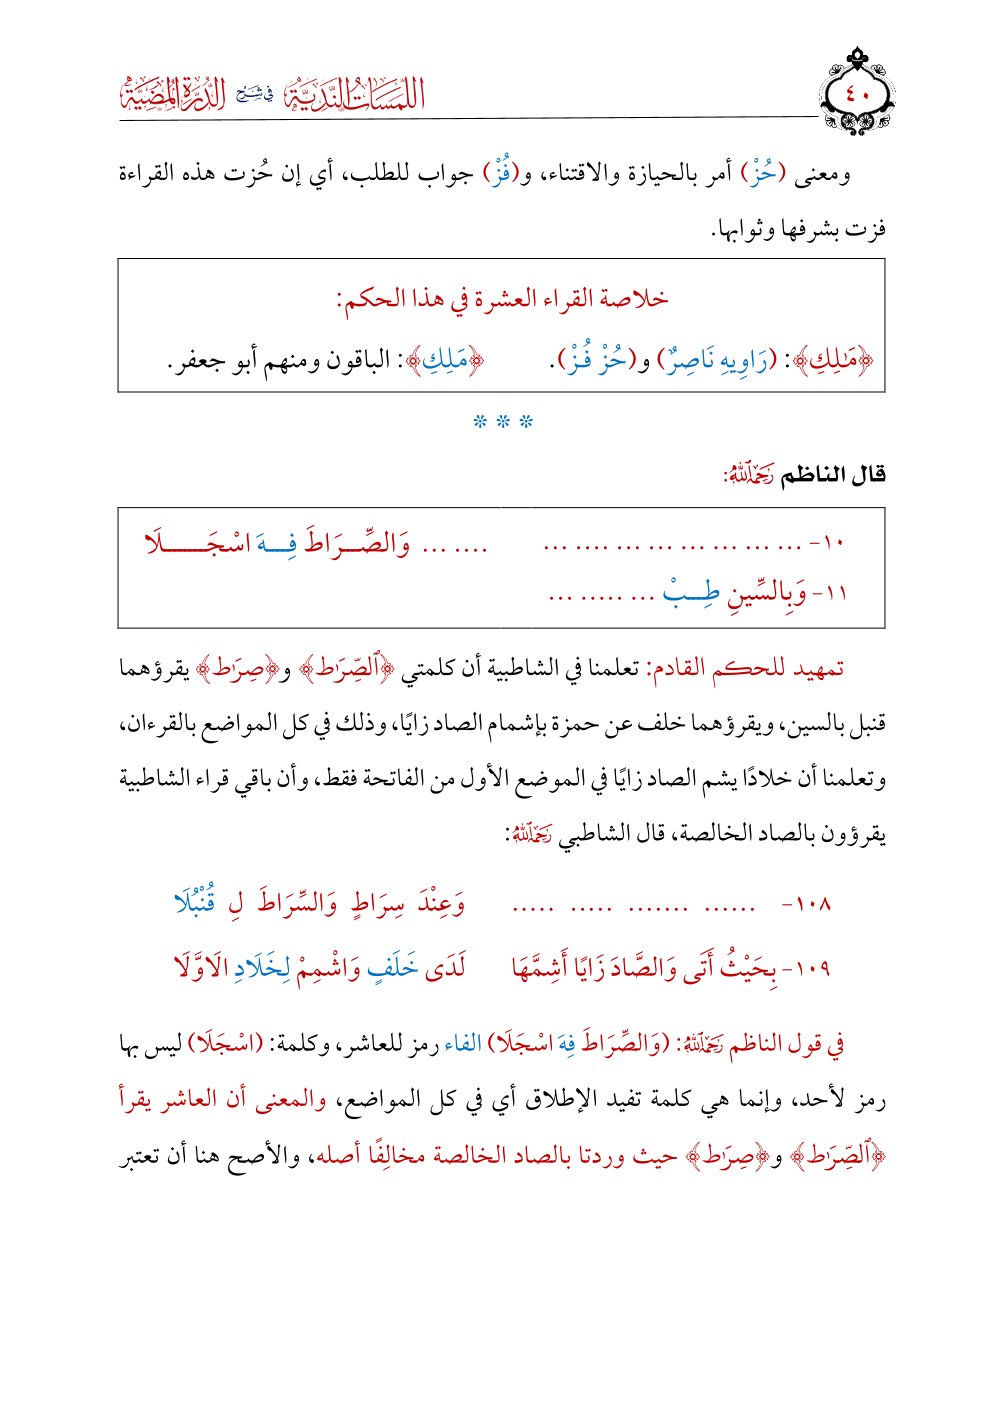 ٤٠
اللمسات الندية في شرح الدرة المضية
ومعنى (حُزْ) أمر بالحيازة والاقتناء، و(فُزْ) جواب للطلب، أي إن حُزت هذه القراءة
فزت بشرفها وثوابها.
خلاصة القراء العشرة في هذا الحكم:
﴿مَٰلِكِ﴾: (رَاوِيهِ نَاصِرٌ) و(حُزْ فُـزْ). ﴿مَلِكِ﴾: الباقون ومنهم أبو جعفر.
* * *
قال الناظم رَحِمَهُ ٱللَّهُ:
١٠- ... ... ... ... ... .... ... .... ... وَالصِّــرَاطَ فِــهَ اسْجَــــلَا
١١- وَبِالسِّينِ طِــبْ ... ..... ...
تمهيد للحكم القادم: تعلمنا في الشاطبية أن كلمتي ﴿ٱلصِّرَٰط﴾ و﴿صِرَٰط﴾ يقرؤهما
قنبل بالسين، ويقرؤهما خلف عن حمزة بإشمام الصاد زايًا، وذلك في كل المواضع بالقرءان،
وتعلمنا أن خلادًا يشم الصاد زايًا في الموضع الأول من الفاتحة فقط، وأن باقي قراء الشاطبية
يقرؤون بالصاد الخالصة، قال الشاطبي رَحِمَهُ ٱللَّهُ:
١٠٨- ...... ....... ..... ..... وَعِنْدَ سِرَاطٍ وَالسِّرَاطَ لِ قُنْبُلَا
١٠٩- بِحَيْثُ أَتَى وَالصَّادَ زَايًا أَشِمَّهَا لَدَى خَلَفٍ وَاشْمِمْ لِخَلَادِ الَاوَّلَا
في قول الناظم رَحِمَهُ ٱللَّهُ: (وَالصِّرَاطَ فِهَ اسْجَلَا) الفاء رمز للعاشر، وكلمة: (اسْجَلَا) ليس بها
رمز لأحد، وإنما هي كلمة تفيد الإطلاق أي في كل المواضع، والمعنى أن العاشر يقرأ
﴿ٱلصِّرَٰط﴾ و﴿صِرَٰط﴾ حيث وردتا بالصاد الخالصة مخالِفًا أصله، والأصح هنا أن تعتبر